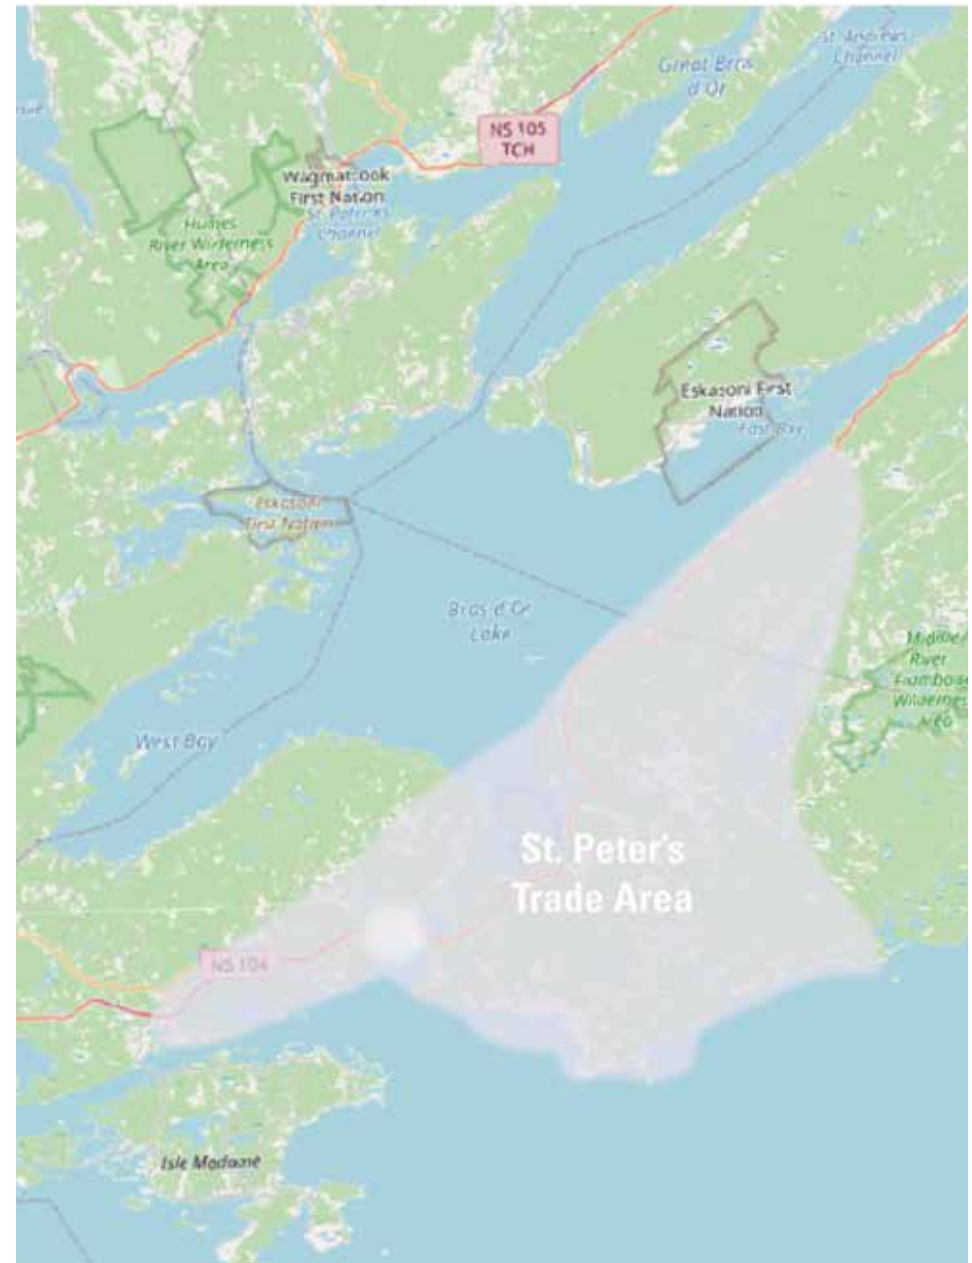 St. Andrews
Channel
Great Bras
d'Or
NS 105
TCH
Wagmatcook
First Nation
St. Patricks
Channel
Humes
River Wilderness
Area
Eskasoni First
Nation
East Bay
Eskasoni
First Nation
Bras d'Or
Lake
Middle
River
Framboise
Wilderness
Area
West Bay
St. Peter's
Trade Area
NS 104
Isle Madame